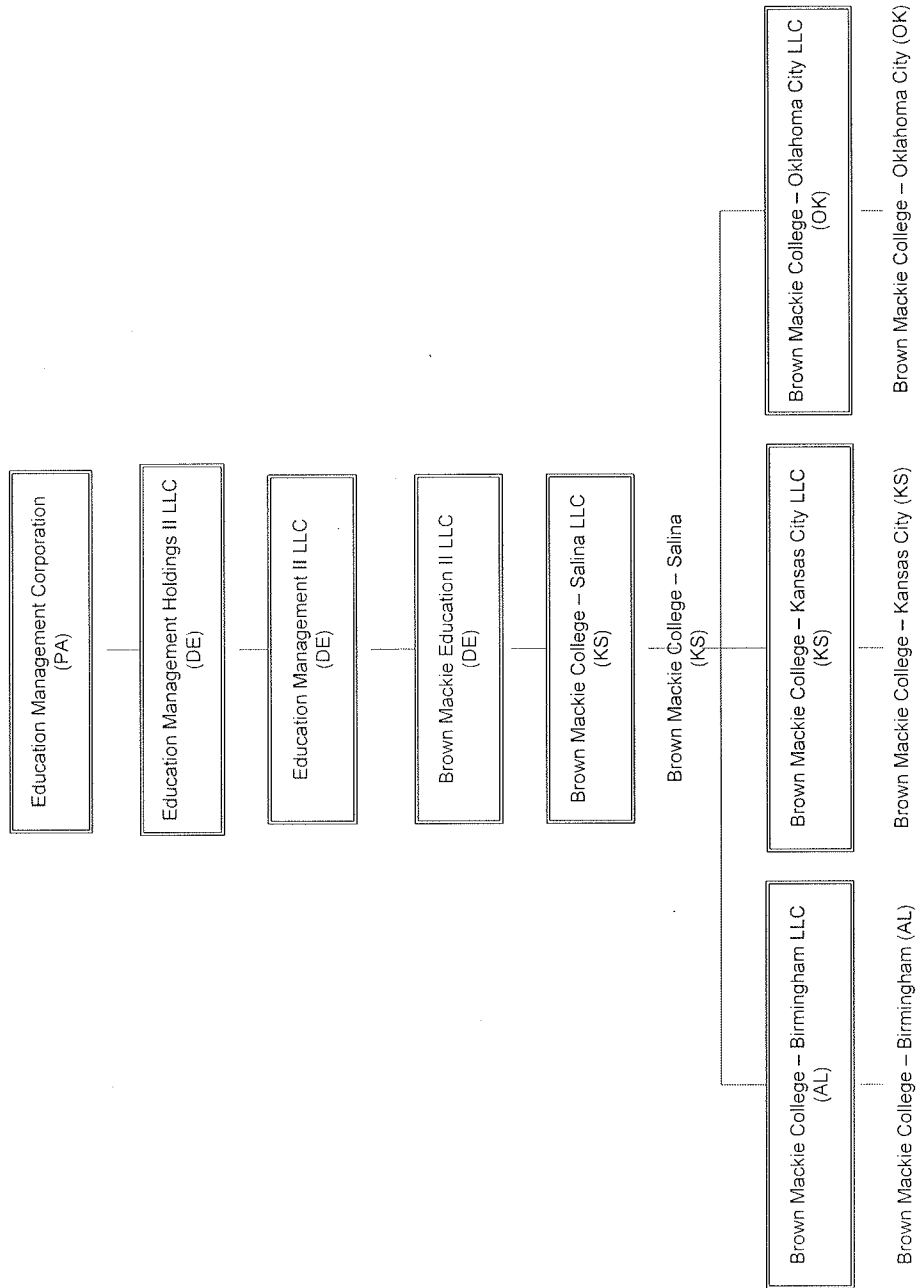 Education Management Corporation
(PA)
Education Management Holdings II LLC
(DE)
Education Management II LLC
(DE)
Brown Mackie Education II LLC
(DE)
Brown Mackie College – Salina LLC
(KS)
Brown Mackie College – Salina
(KS)
Brown Mackie College – Birmingham LLC
(AL)
Brown Mackie College – Birmingham (AL)
Brown Mackie College – Kansas City LLC
(KS)
Brown Mackie College – Kansas City (KS)
Brown Mackie College – Oklahoma City LLC
(OK)
Brown Mackie College – Oklahoma City (OK)